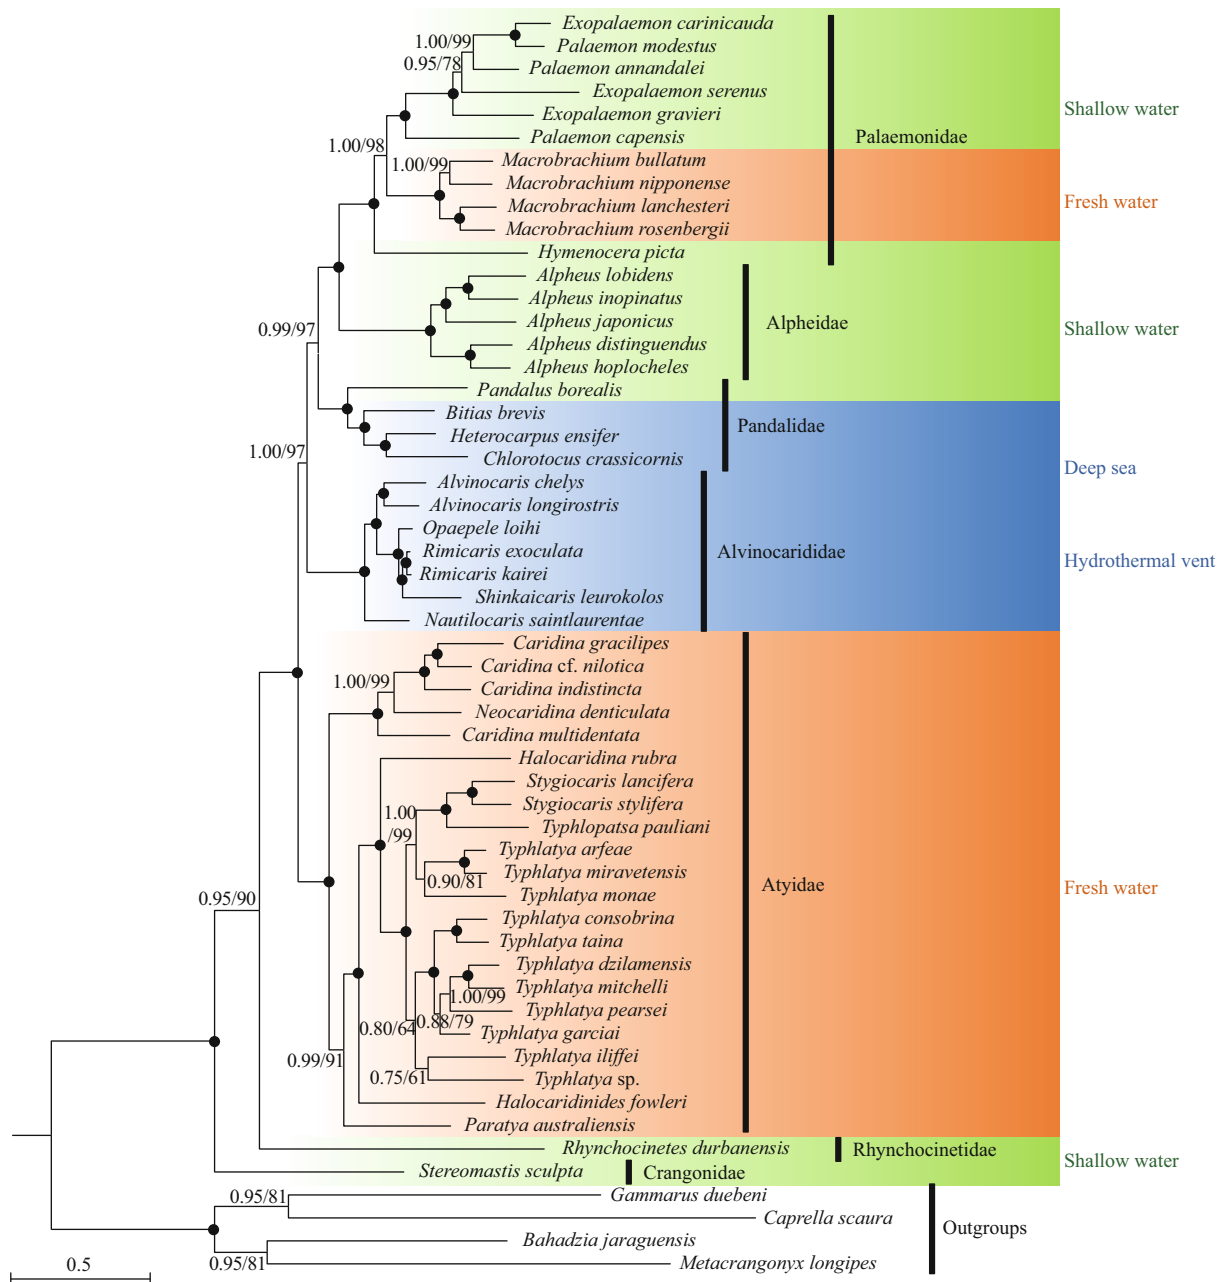 Exopalaemon carinicauda
1.00/99
Palaemon modestus
0.95/78
Palaemon annandalei
Exopalaemon serenus
Shallow water
Exopalaemon gravieri
Palaemon capensis
Palaemonidae
1.00/98
1.00/99
Macrobrachium bullatum
Macrobrachium nipponense
Fresh water
Macrobrachium lanchesteri
Macrobrachium rosenbergii
Hymenocera picta
Alpheus lobidens
Alpheus inopinatus
Alpheus japonicus
Alpheidae
Shallow water
0.99/97
Alpheus distinguendus
Alpheus hoplocheles
Pandalus borealis
Bitias brevis
Pandalidae
Heterocarpus ensifer
1.00/97
Chlorotocus crassicornis
Deep sea
Alvinocaris chelys
Alvinocaris longirostris
Opaepele loihi
Rimicaris exoculata
Alvinocarididae
Hydrothermal vent
Rimicaris kairei
Shinkaicaris leurokolos
Nautilocaris saintlaurentae
Caridina gracilipes
Caridina cf. nilotica
1.00/99
Caridina indistincta
Neocaridina denticulata
Caridina multidentata
Halocaridina rubra
Stygiocaris lancifera
Stygiocaris stylifera
1.00
/99
Typhlopatsa pauliani
Typhlatya arfeae
Typhlatya miravetensis
0.90/81
Atyidae
Fresh water
Typhlatya monae
0.95/90
Typhlatya consobrina
Typhlatya taina
Typhlatya dzilamensis
Typhlatya mitchelli
1.00/99
Typhlatya pearsei
0.80/64
0.88/79
Typhlatya garciai
0.99/91
Typhlatya iliffei
0.75/61
Typhlatya sp.
Halocaridinides fowleri
Paratya australiensis
Rhynchocinetes durbanensis
Rhynchocinetidae
Shallow water
Stereomastis sculpta
Crangonidae
0.95/81
Gammarus duebeni
Caprella scaura
Outgroups
Bahadzia jaraguensis
0.95/81
Metacrangonyx longipes
0.5